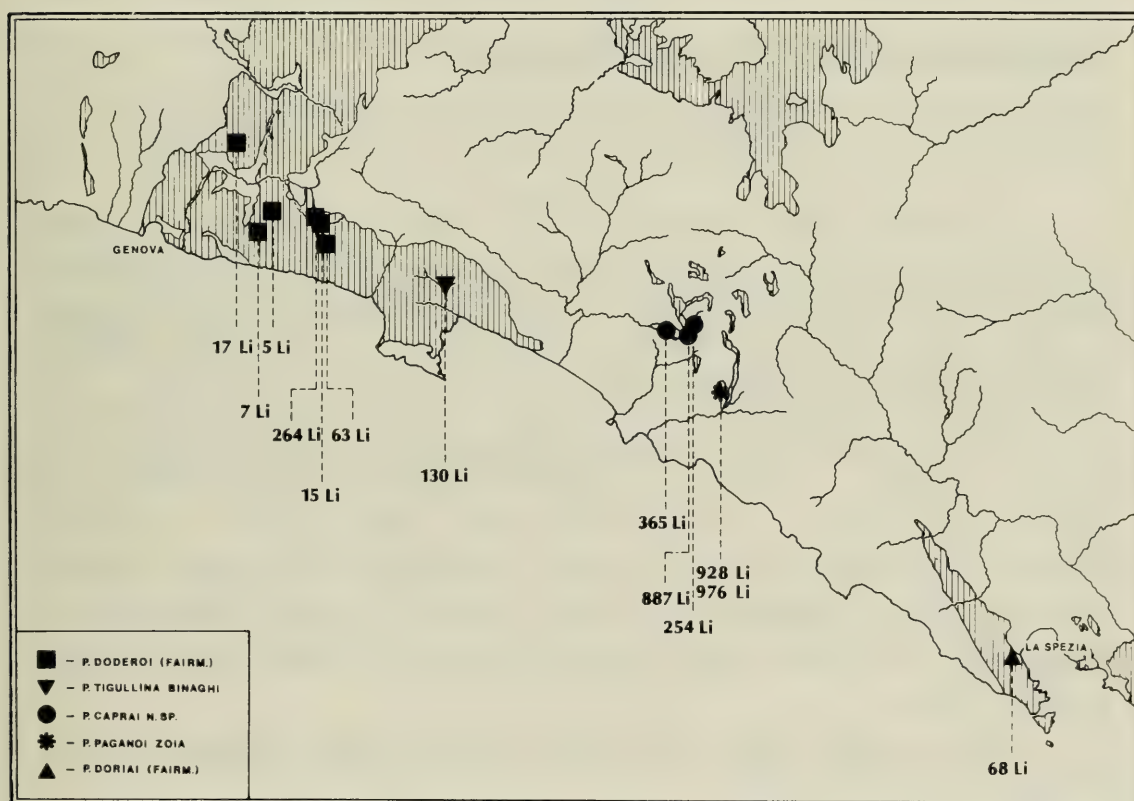 GENOVA
17 Li 5 Li
7 Li
264 Li 63 Li
15 Li
130 Li
365 Li
928 Li
887 Li 976 Li
254 Li
LA SPEZIA
68 Li
– P. DODEROI (FAIRM.)
– P. TIGULLINA BINAGHI
– P. CAPRAI N. SP.
– P. PAGANOI ZOIA
– P. DORIAI (FAIRM.)